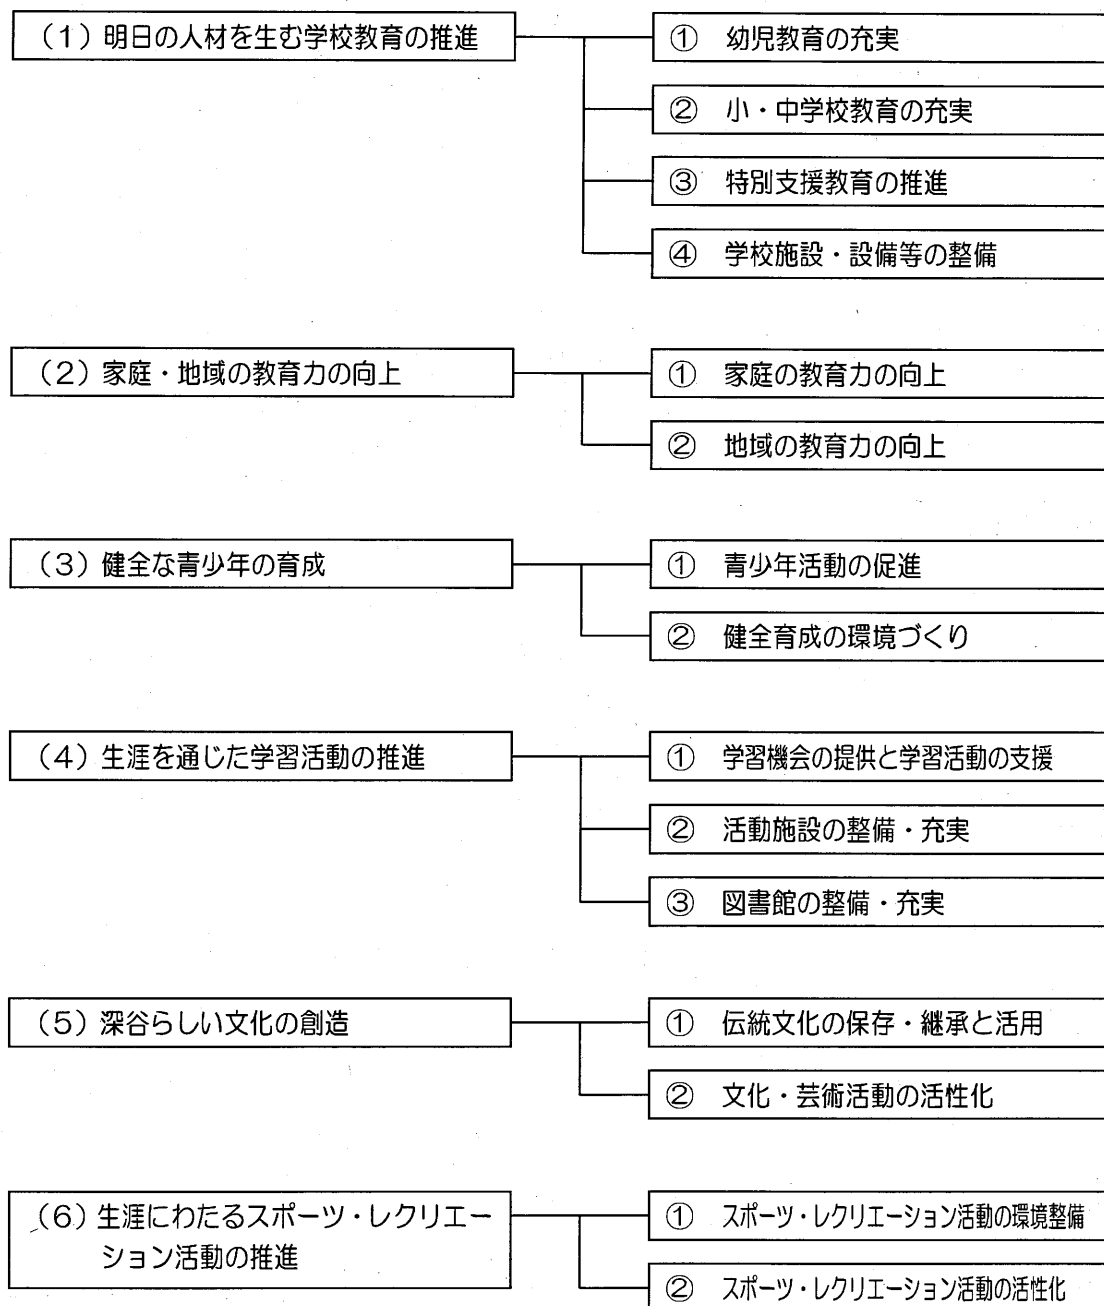 （1）明日の人材を生む学校教育の推進
① 幼児教育の充実
② 小・中学校教育の充実
③ 特別支援教育の推進
④ 学校施設・設備等の整備
（2）家庭・地域の教育力の向上
① 家庭の教育力の向上
② 地域の教育力の向上
（3）健全な青少年の育成
① 青少年活動の促進
② 健全育成の環境づくり
（4）生涯を通じた学習活動の推進
① 学習機会の提供と学習活動の支援
② 活動施設の整備・充実
③ 図書館の整備・充実
（5）深谷らしい文化の創造
① 伝統文化の保存・継承と活用
② 文化・芸術活動の活性化
（6）生涯にわたるスポーツ・レクリエー
ション活動の推進
① スポーツ・レクリエーション活動の環境整備
② スポーツ・レクリエーション活動の活性化